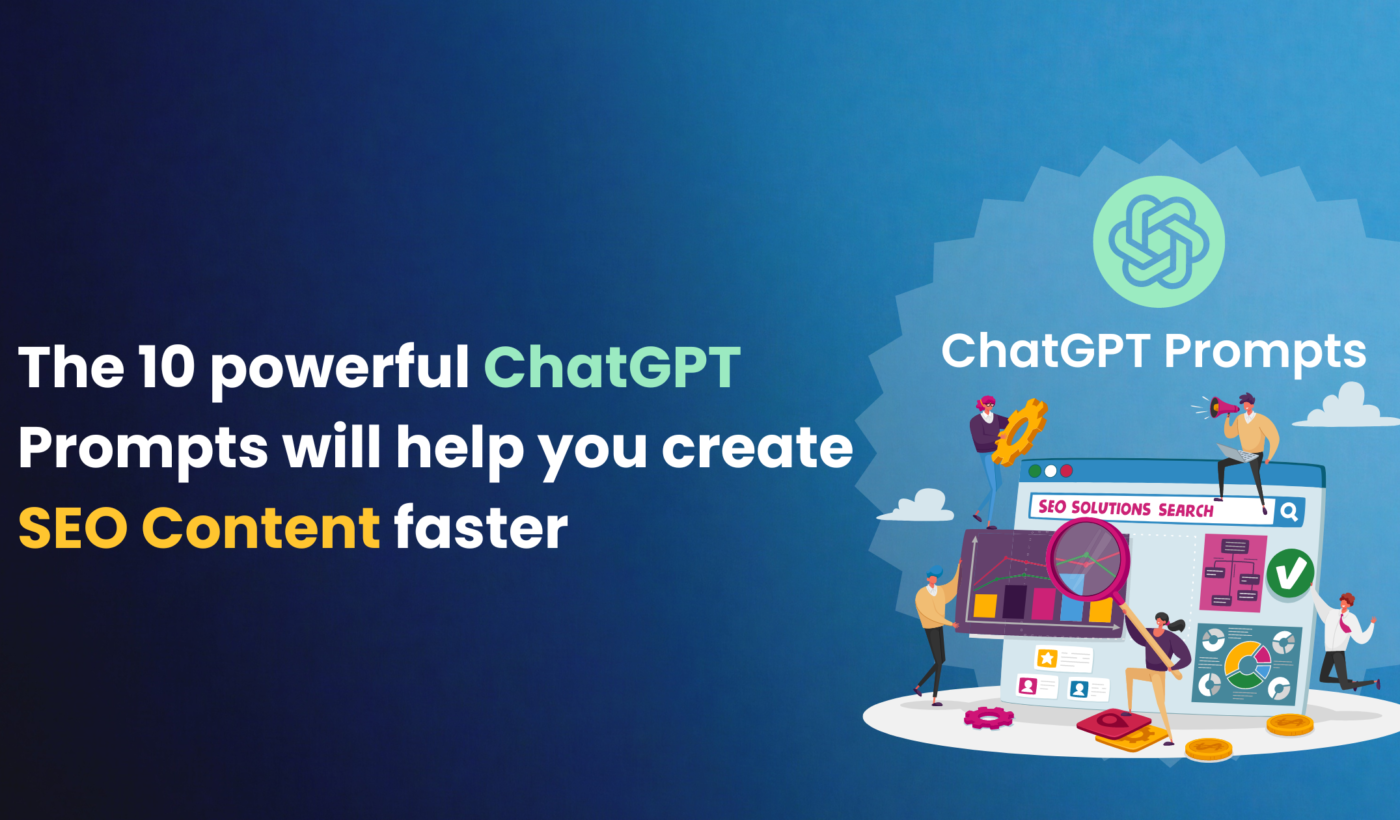 The 10 powerful ChatGPT
Prompts will help you create
SEO Content faster
ChatGPT Prompts
SEO SOLUTIONS SEARCH